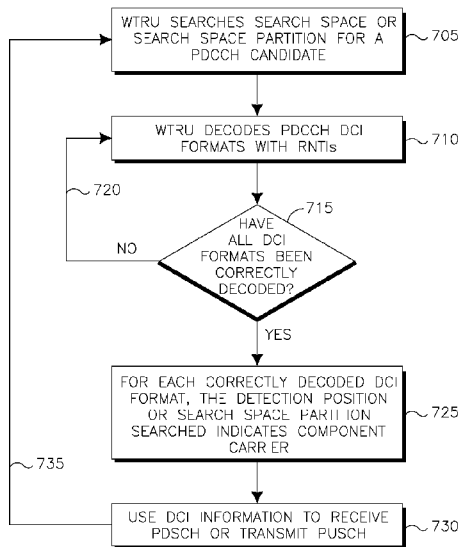 WTRU SEARCHES SEARCH SPACE OR
SEARCH SPACE PARTITION FOR A
PDCCH CANDIDATE
705
WTRU DECODES PDCCH DCI
FORMATS WITH RNTIs
710
720
715
HAVE
ALL DCI
FORMATS BEEN
CORRECTLY
DECODED?
NO
YES
FOR EACH CORRECTLY DECODED DCI
FORMAT, THE DETECTION POSITION
OR SEARCH SPACE PARTITION
SEARCHED INDICATES COMPONENT
CARRIER
725
735
USE DCI INFORMATION TO RECEIVE
PDSCH OR TRANSMIT PUSCH
730